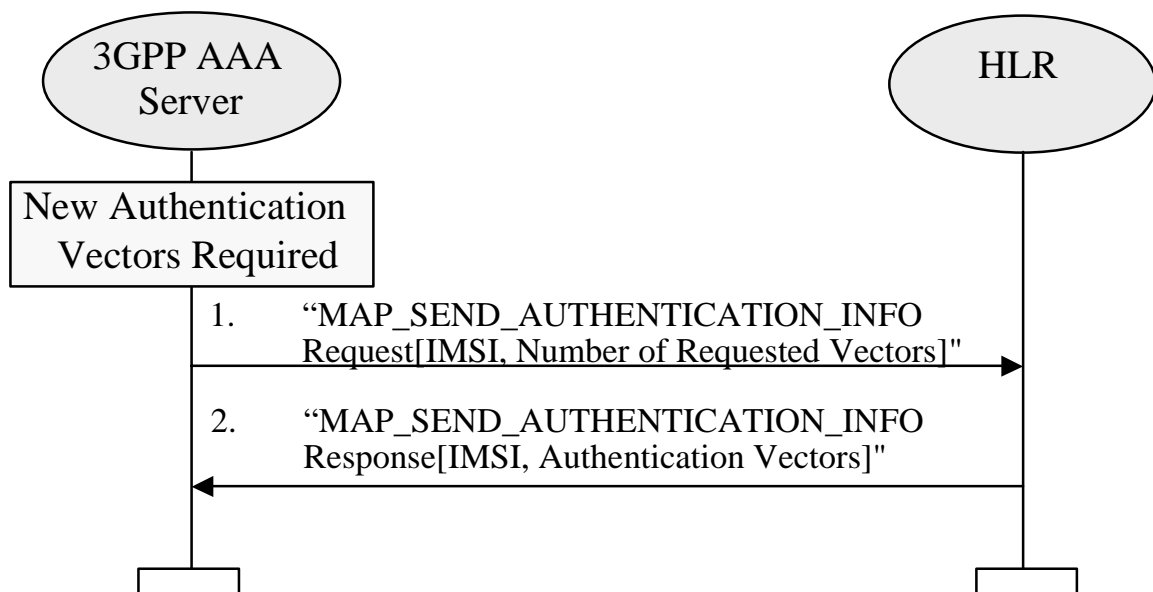 3GPP AAA
Server
HLR
New Authentication
Vectors Required
1. “MAP_SEND_AUTHENTICATION_INFO
Request[IMSI, Number of Requested Vectors]"
2. “MAP_SEND_AUTHENTICATION_INFO
Response[IMSI, Authentication Vectors]"